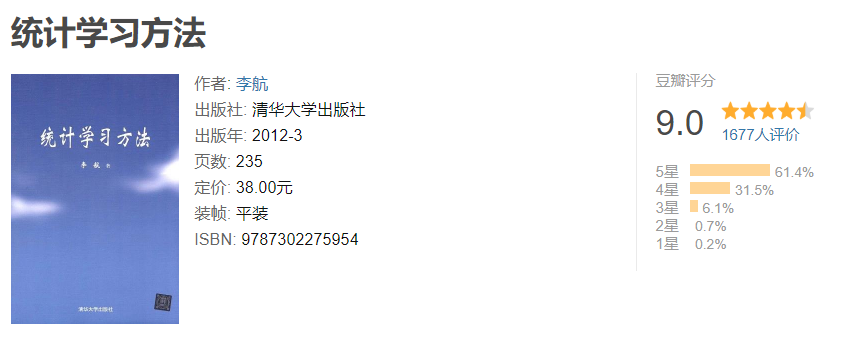 统计学习方法
统计学习方法
李航 著
清华大学出版社
作者: 李航
出版社: 清华大学出版社
出版年: 2012-3
页数: 235
定价: 38.00元
装帧: 平装
ISBN: 9787302275954
豆瓣评分
9.0
1677人评价
5星 61.4%
4星 31.5%
3星 6.1%
2星 0.7%
1星 0.2%